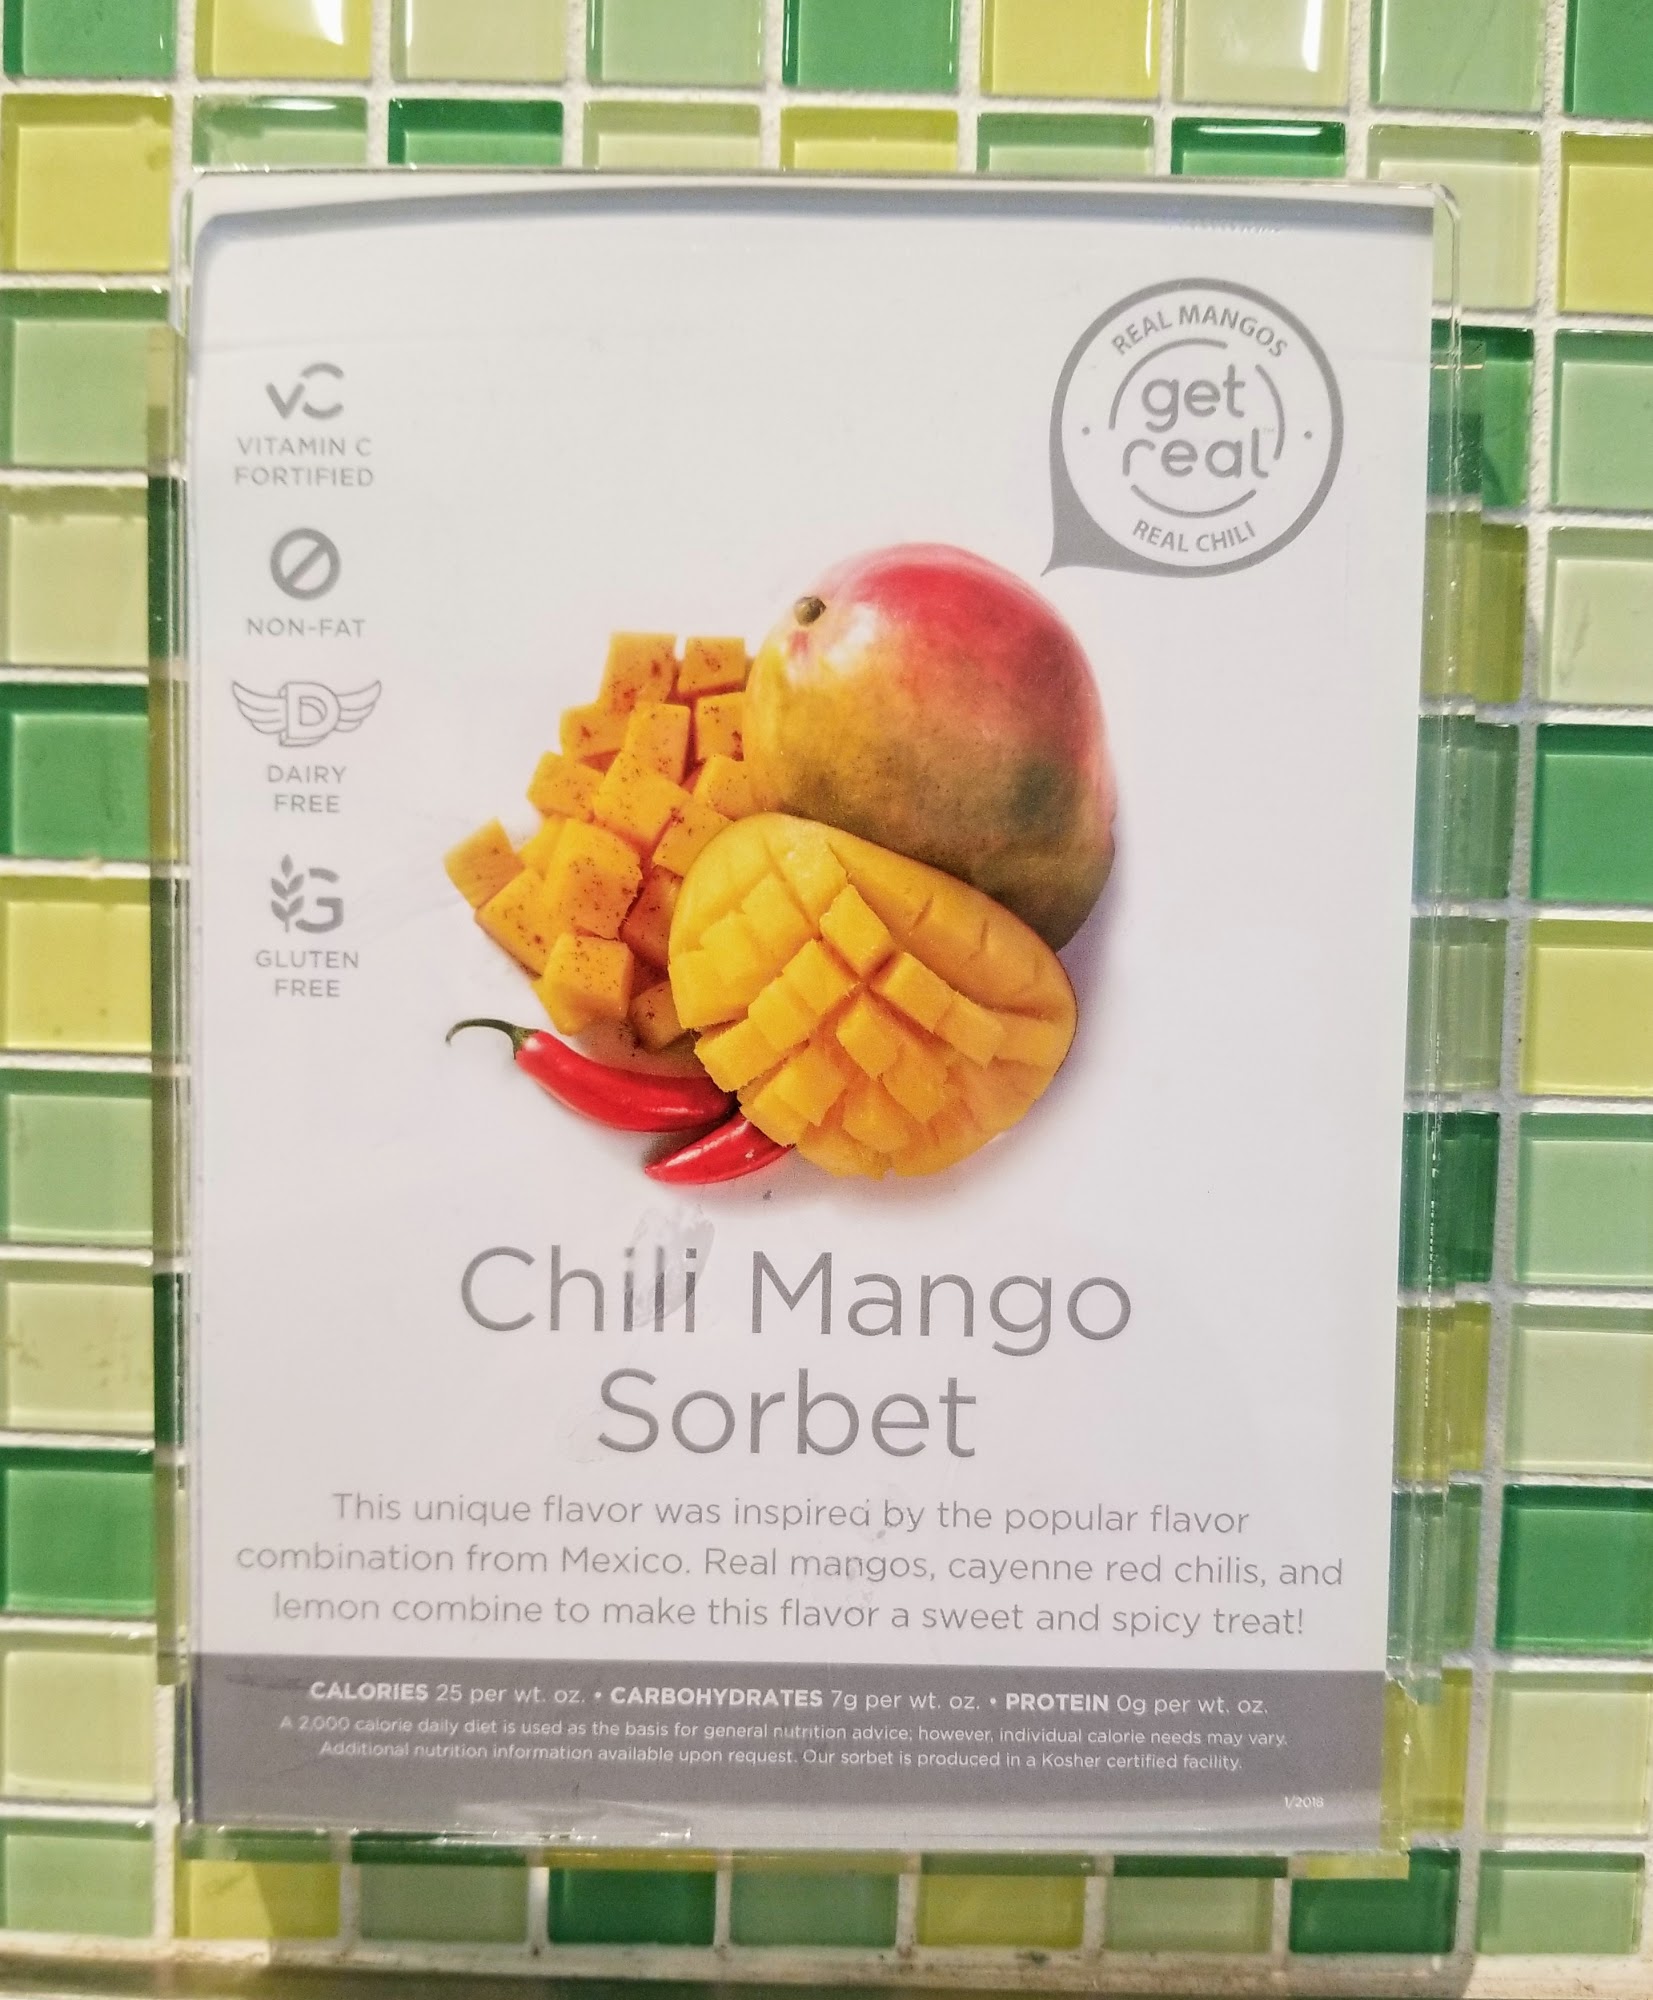 REAL MANGOS
get
real
REAL CHILI
VC
VITAMIN C
FORTIFIED
NON-FAT
D
DAIRY
FREE
G
GLUTEN
FREE
Chili Mango
Sorbet
This unique flavor was inspired by the popular flavor
combination from Mexico. Real mangos, cayenne red chilis, and
lemon combine to make this flavor a sweet and spicy treat!
CALORIES 25 per wt. oz. • CARBOHYDRATES 7g per wt. oz. • PROTEIN 0g per wt. oz.
A 2,000 calorie daily diet is used as the basis for general nutrition advice; however, individual calorie needs may vary.
Additional nutrition information available upon request. Our sorbet is produced in a Kosher certified facility.
1/2018